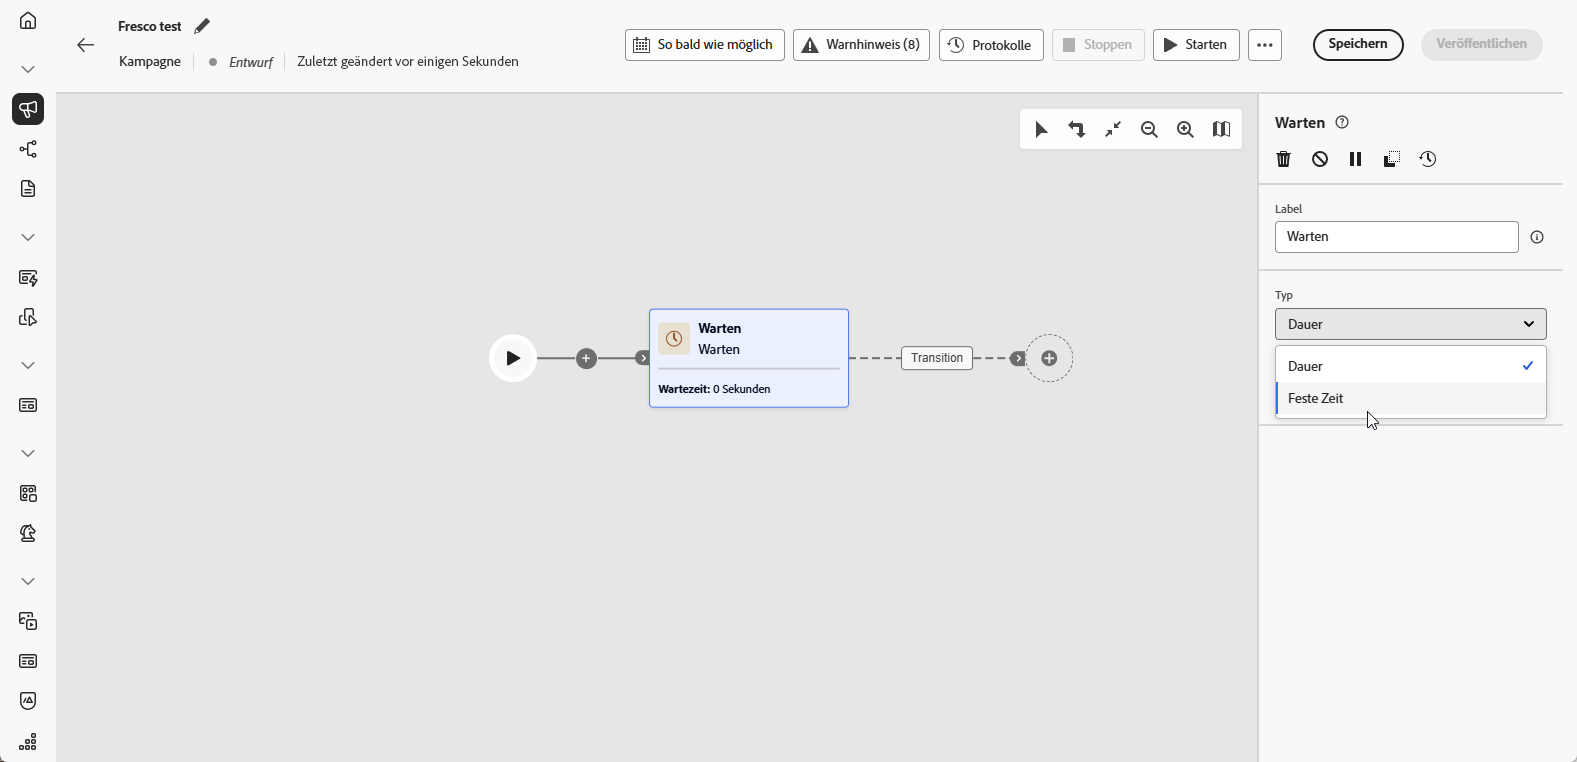 Fresco test
Kampagne
Entwurf
Zuletzt geändert vor einigen Sekunden
So bald wie möglich
Warnhinweis (8)
Protokolle
Stoppen
Starten
Speichern
Veröffentlichen
Warten
Warten
Wartezeit: 0 Sekunden
Transition
Warten
Label
Warten
Typ
Dauer
Dauer
Feste Zeit